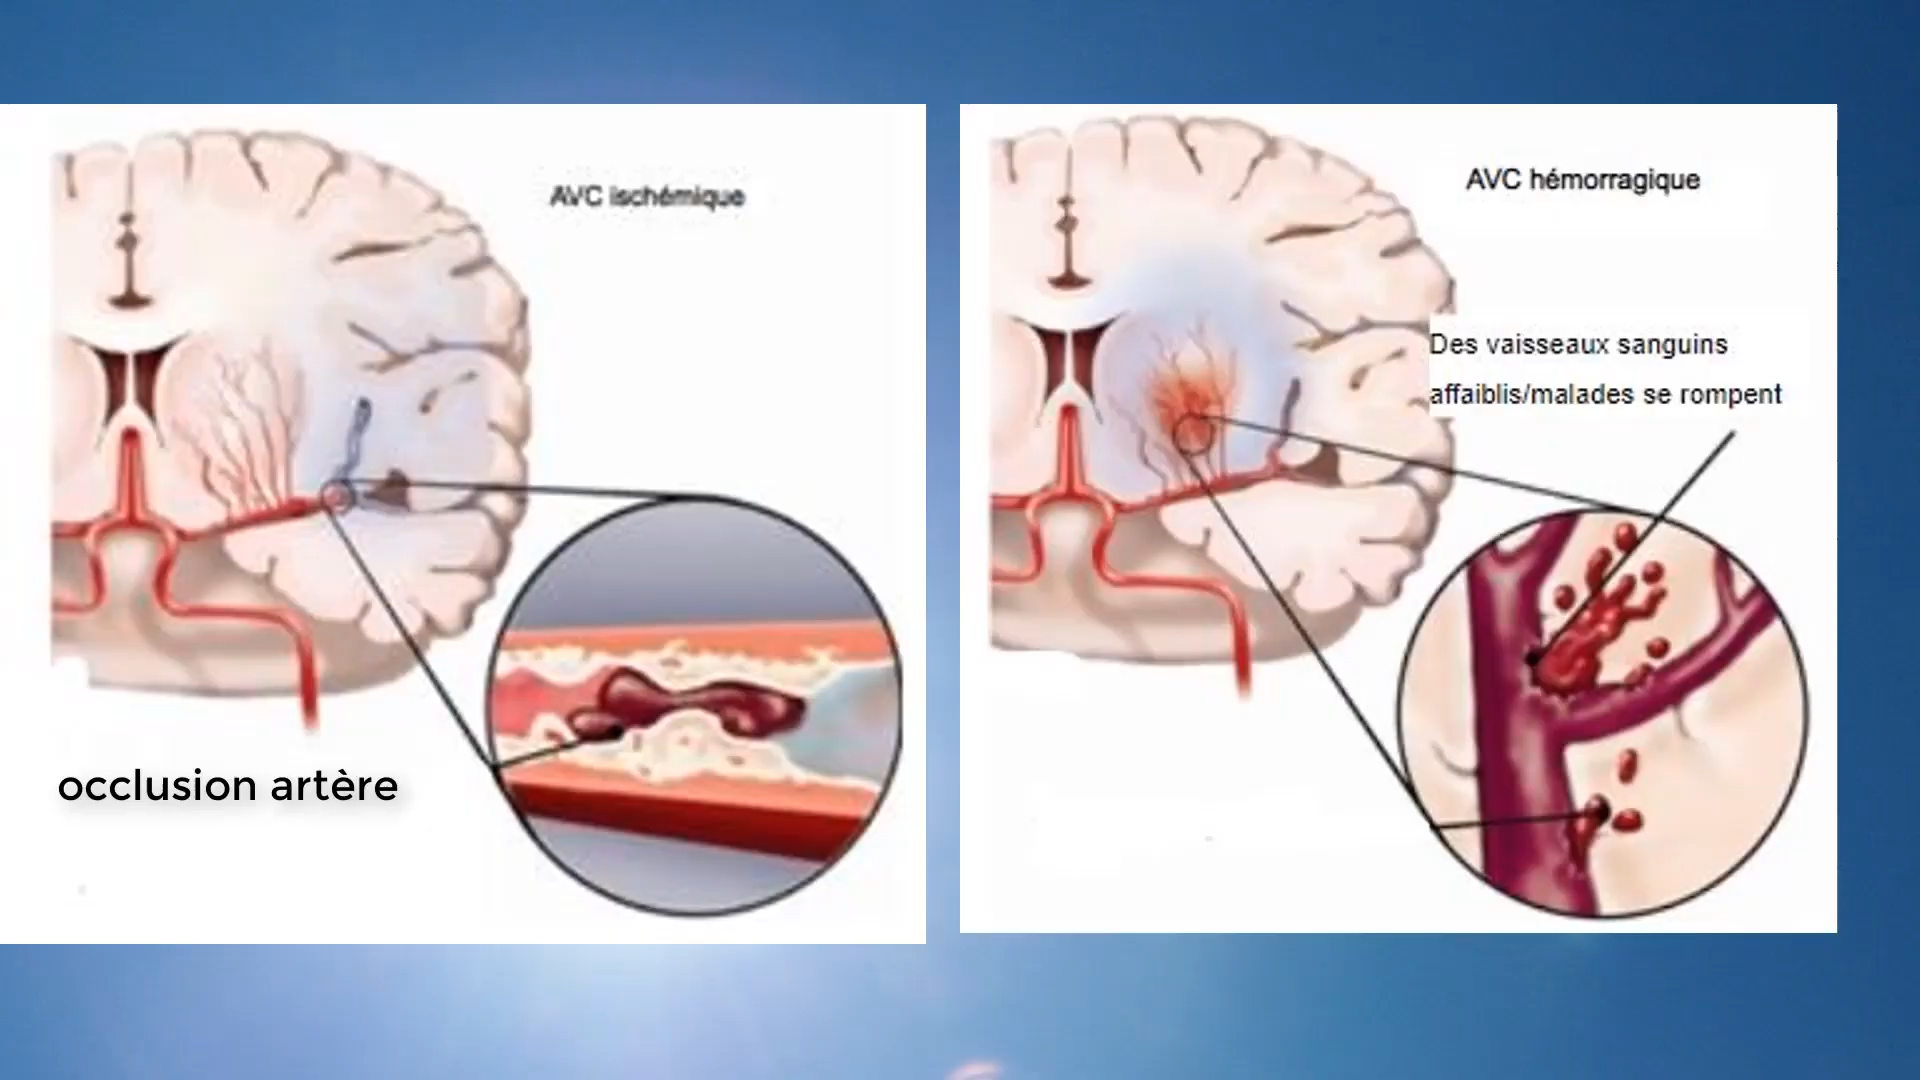 AVC ischémique
occlusion artère
AVC hémorragique
Des vaisseaux sanguins
affaiblis/malades se rompent